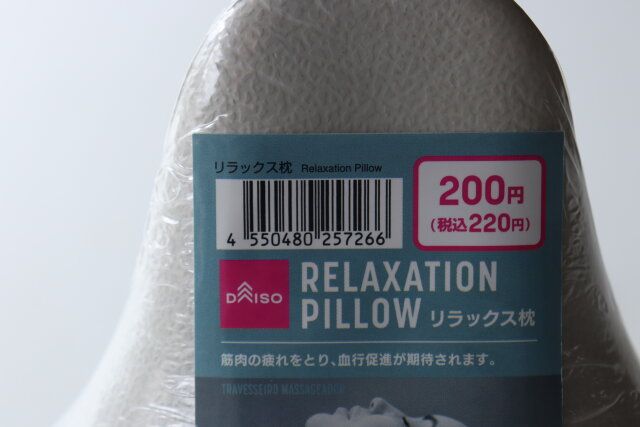 リラックス枕 Relaxation Pillow
200円
(税込220円)
4 550480 257266
DAISO
RELAXATION
PILLOW リラックス枕
筋肉の疲れをとり、血行促進が期待されます。
TRAVESSEIRO MASSAGEADOR